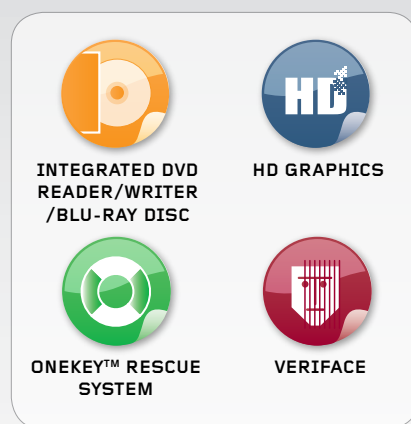 INTEGRATED DVD
READER/WRITER
/BLU-RAY DISC
HD
HD GRAPHICS
ONEKEY™ RESCUE
SYSTEM
VERIFACE